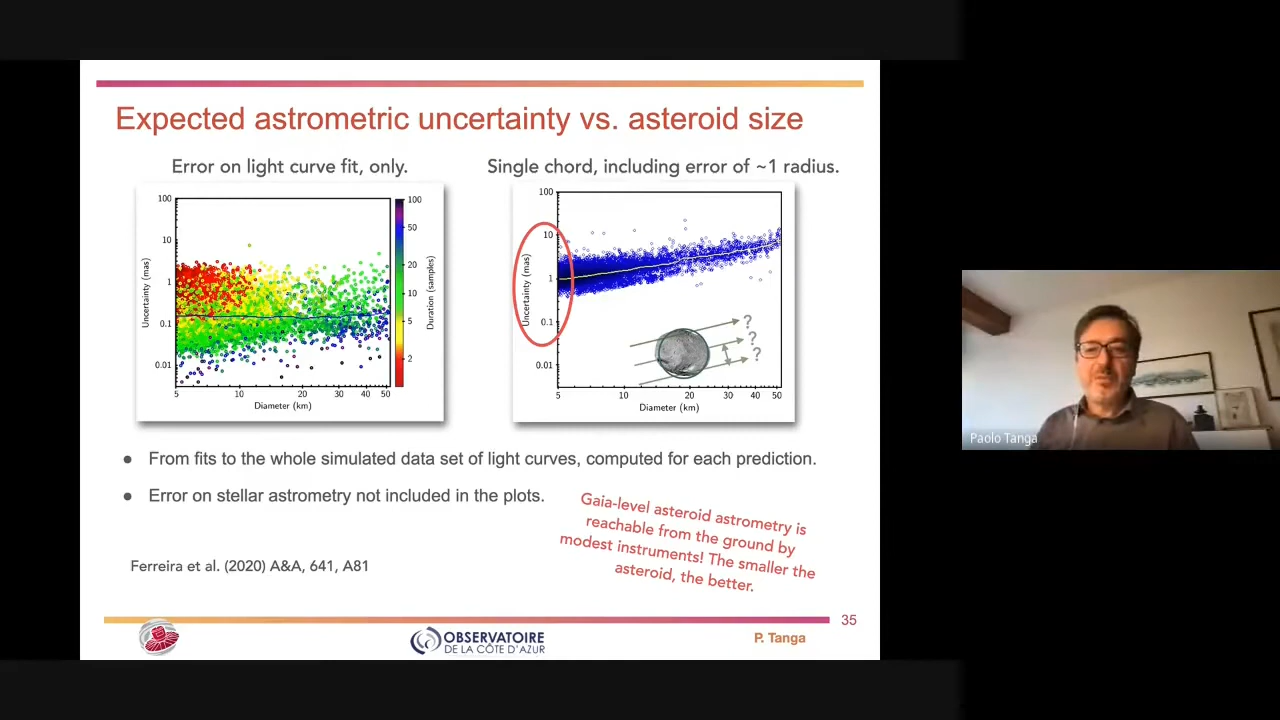 Expected astrometric uncertainty vs. asteroid size
Error on light curve fit, only.
Single chord, including error of ~1 radius.
100
10
1
0.1
0.01
Uncertainty (mas)
5
10
20
30
40
50
Diameter (km)
100
50
20
10
5
2
Duration (samples)
100
10
1
0.1
0.01
Uncertainty (mas)
?
?
?
5
10
20
30
40
50
Diameter (km)
● From fits to the whole simulated data set of light curves, computed for each prediction.
● Error on stellar astrometry not included in the plots.
Gaia-level asteroid astrometry is
reachable from the ground by
modest instruments! The smaller the
asteroid, the better.
Ferreira et al. (2020) A&A, 641, A81
35
OBSERVATOIRE
DE LA CÔTE D'AZUR
P. Tanga
Paolo Tanga